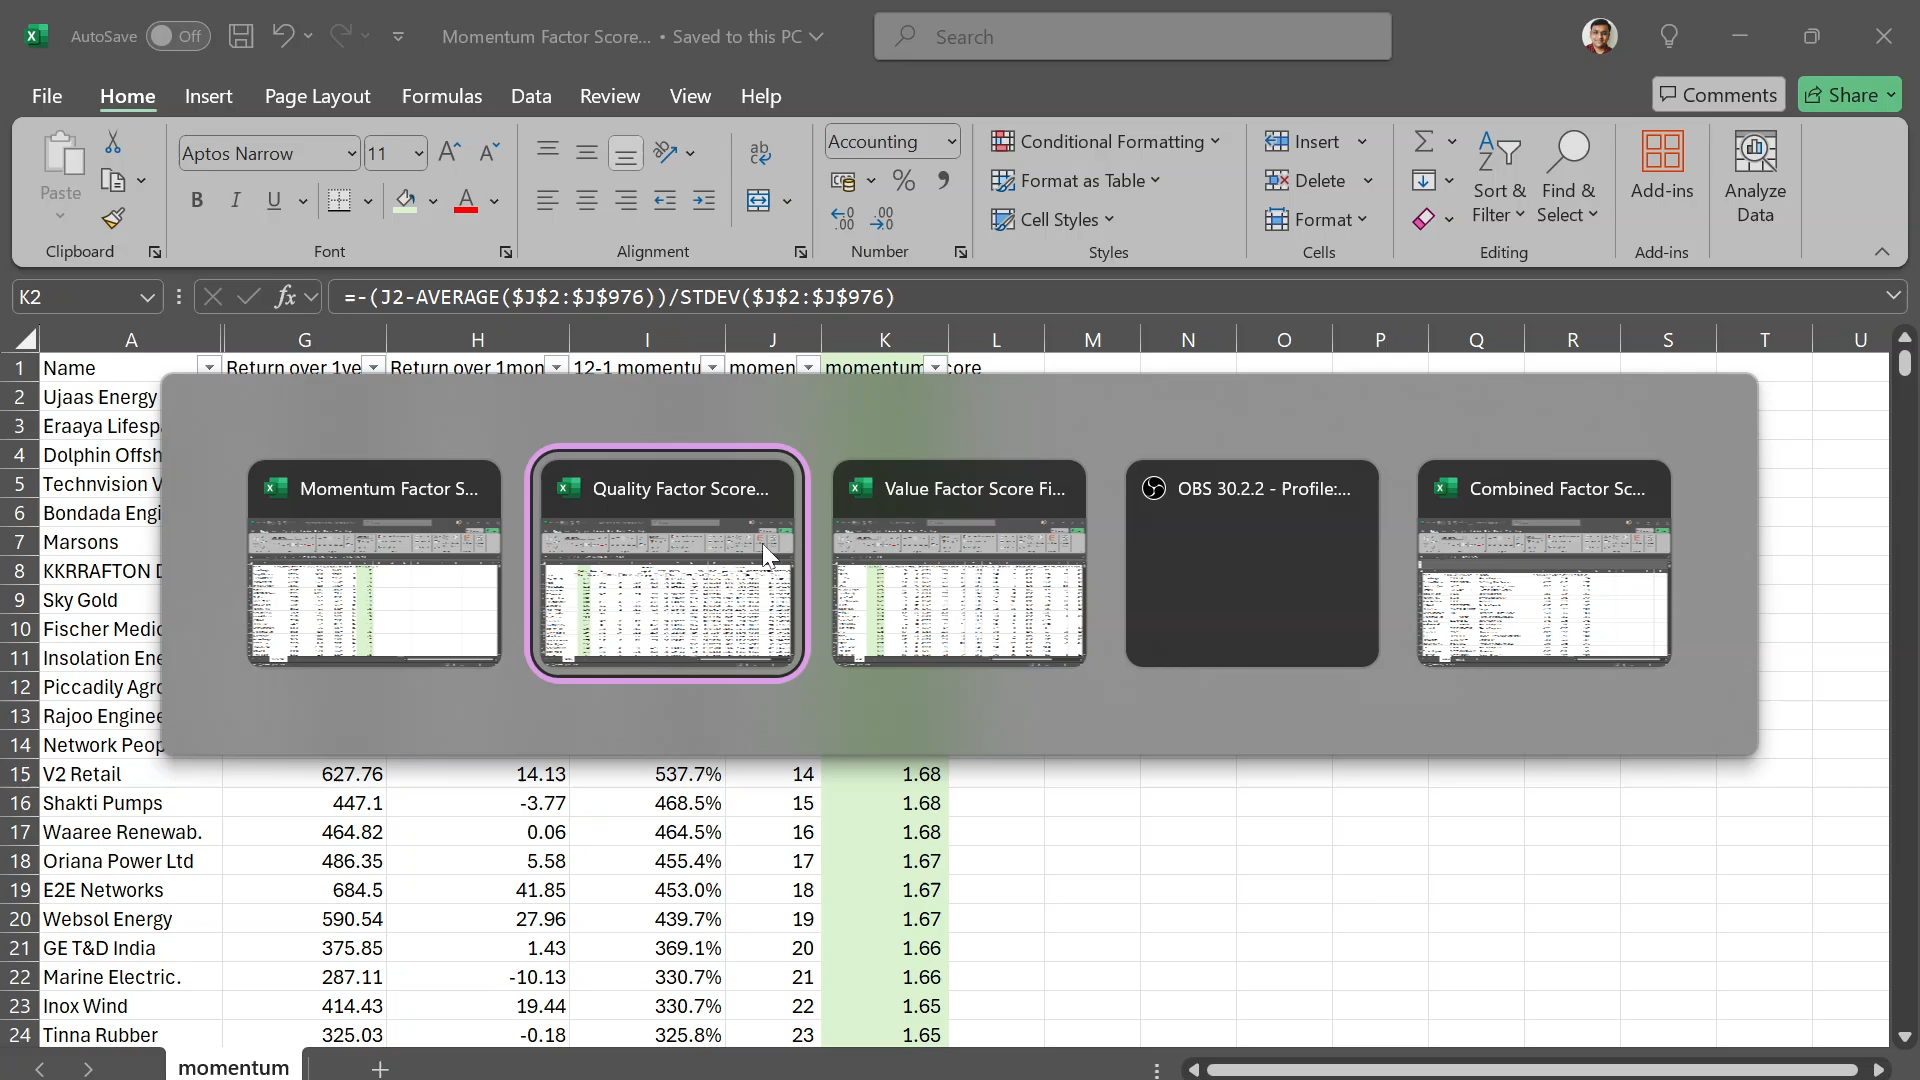 AutoSave Off Momentum Factor Score... • Saved to this PC Search
File Home Insert Page Layout Formulas Data Review View Help Comments Share
Paste Aptos Narrow 11 Accounting Conditional Formatting Insert Sort & Find & Add-ins Analyze
Format as Table Delete Filter Select Data
B I U % Cell Styles Format
Clipboard Font Alignment Number Styles Cells Editing Add-ins
K2 fx =-(J2-AVERAGE($J$2:$J$976))/STDEV($J$2:$J$976)
A G H I J K L M N O P Q R S T U
1 Name Return over 1ye Return over 1mon 12-1 momentu momen momentum core
2 Ujaas Energy
3 Eraaya Lifesp
4 Dolphin Offsh
5 Technvision V
6 Bondada Engi
7 Marsons
8 KKRRAFTON D
9 Sky Gold
10 Fischer Medic
11 Insolation Ene
12 Piccadily Agro
13 Rajoo Enginee
14 Network Peop
Momentum Factor S... Quality Factor Score... Value Factor Score Fi... OBS 30.2.2 - Profile:... Combined Factor Sc...
15 V2 Retail 627.76 14.13 537.7% 14 1.68
16 Shakti Pumps 447.1 -3.77 468.5% 15 1.68
17 Waaree Renewab. 464.82 0.06 464.5% 16 1.68
18 Oriana Power Ltd 486.35 5.58 455.4% 17 1.67
19 E2E Networks 684.5 41.85 453.0% 18 1.67
20 Websol Energy 590.54 27.96 439.7% 19 1.67
21 GE T&D India 375.85 1.43 369.1% 20 1.66
22 Marine Electric. 287.11 -10.13 330.7% 21 1.66
23 Inox Wind 414.43 19.44 330.7% 22 1.65
24 Tinna Rubber 325.03 -0.18 325.8% 23 1.65
momentum